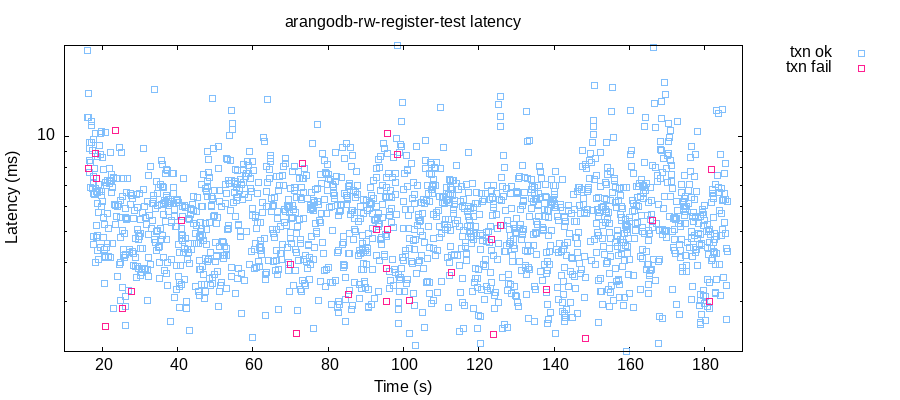 arangodb-rw-register-test latency
txn ok
txn fail
10
Latency (ms)
20 40 60 80 100 120 140 160 180
Time (s)